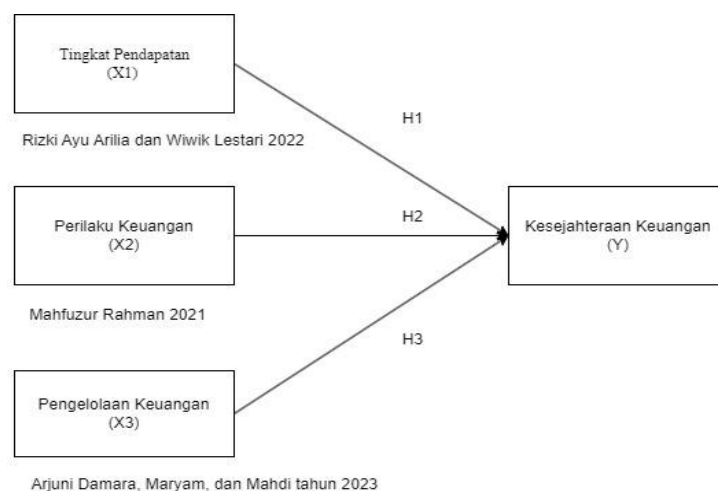 Tingkat Pendapatan
(X1)
Rizki Ayu Arilia dan Wiwik Lestari 2022
H1
Perilaku Keuangan
(X2)
H2
Kesejahteraan Keuangan
(Y)
Mahfuzur Rahman 2021
H3
Pengelolaan Keuangan
(X3)
Arjuni Damara, Maryam, dan Mahdi tahun 2023